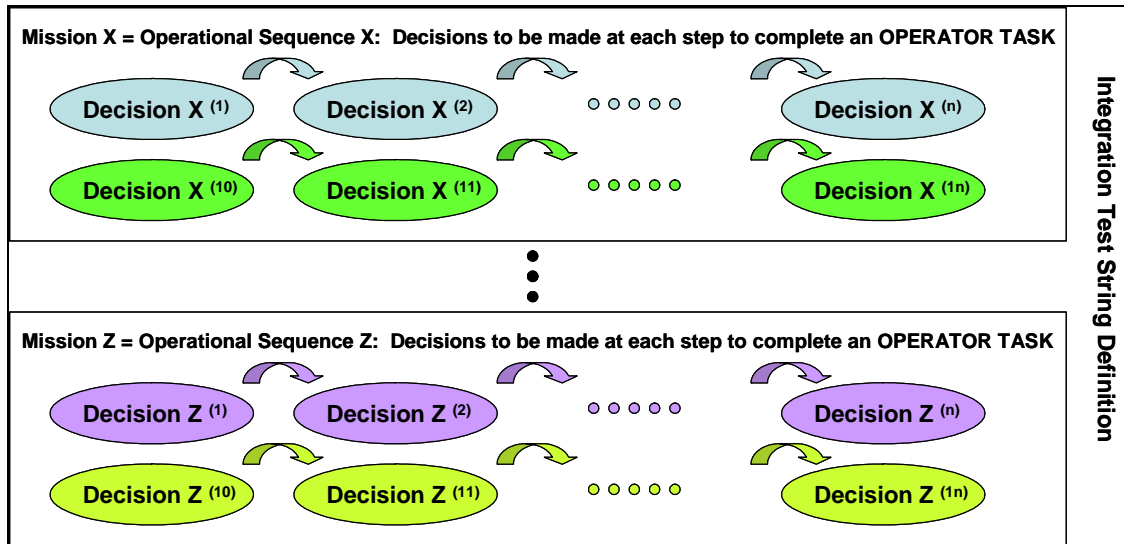 Mission X = Operational Sequence X: Decisions to be made at each step to complete an OPERATOR TASK
Decision X (1)
Decision X (2)
Decision X (n)
Decision X (10)
Decision X (11)
Decision X (1n)
Mission Z = Operational Sequence Z: Decisions to be made at each step to complete an OPERATOR TASK
Decision Z (1)
Decision Z (2)
Decision Z (n)
Decision Z (10)
Decision Z (11)
Decision Z (1n)
Integration Test String Definition